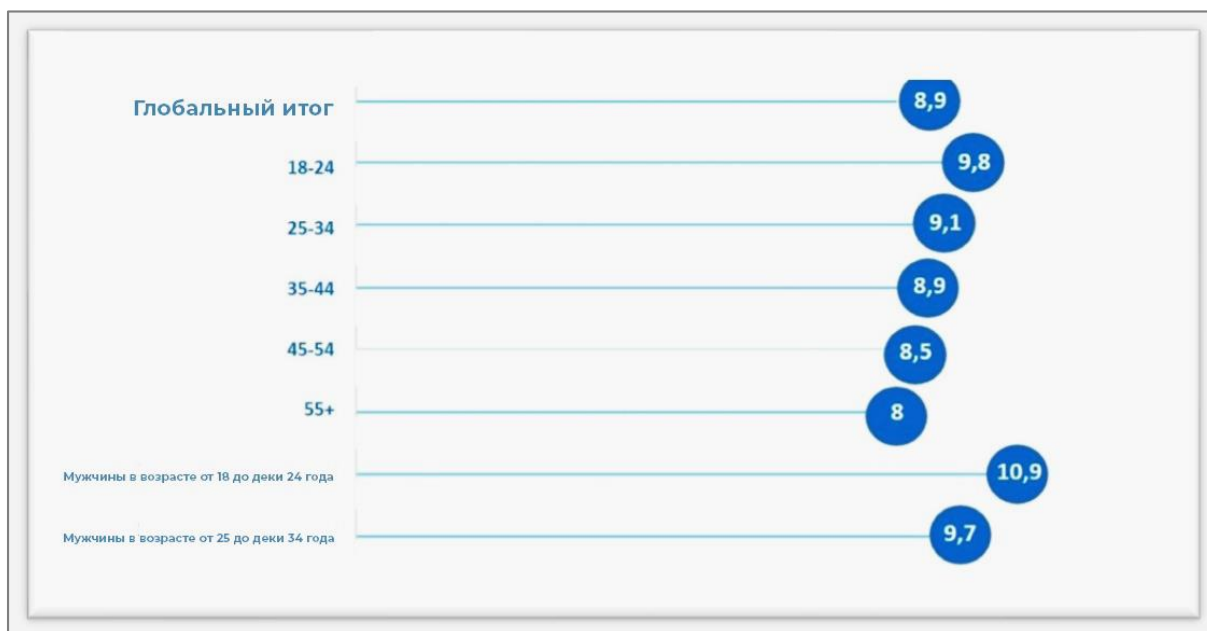 Глобальный итог 8,9
18-24 9,8
25-34 9,1
35-44 8,9
45-54 8,5
55+ 8
Мужчины в возрасте от 18 до деки 24 года 10,9
Мужчины в возрасте от 25 до деки 34 года 9,7